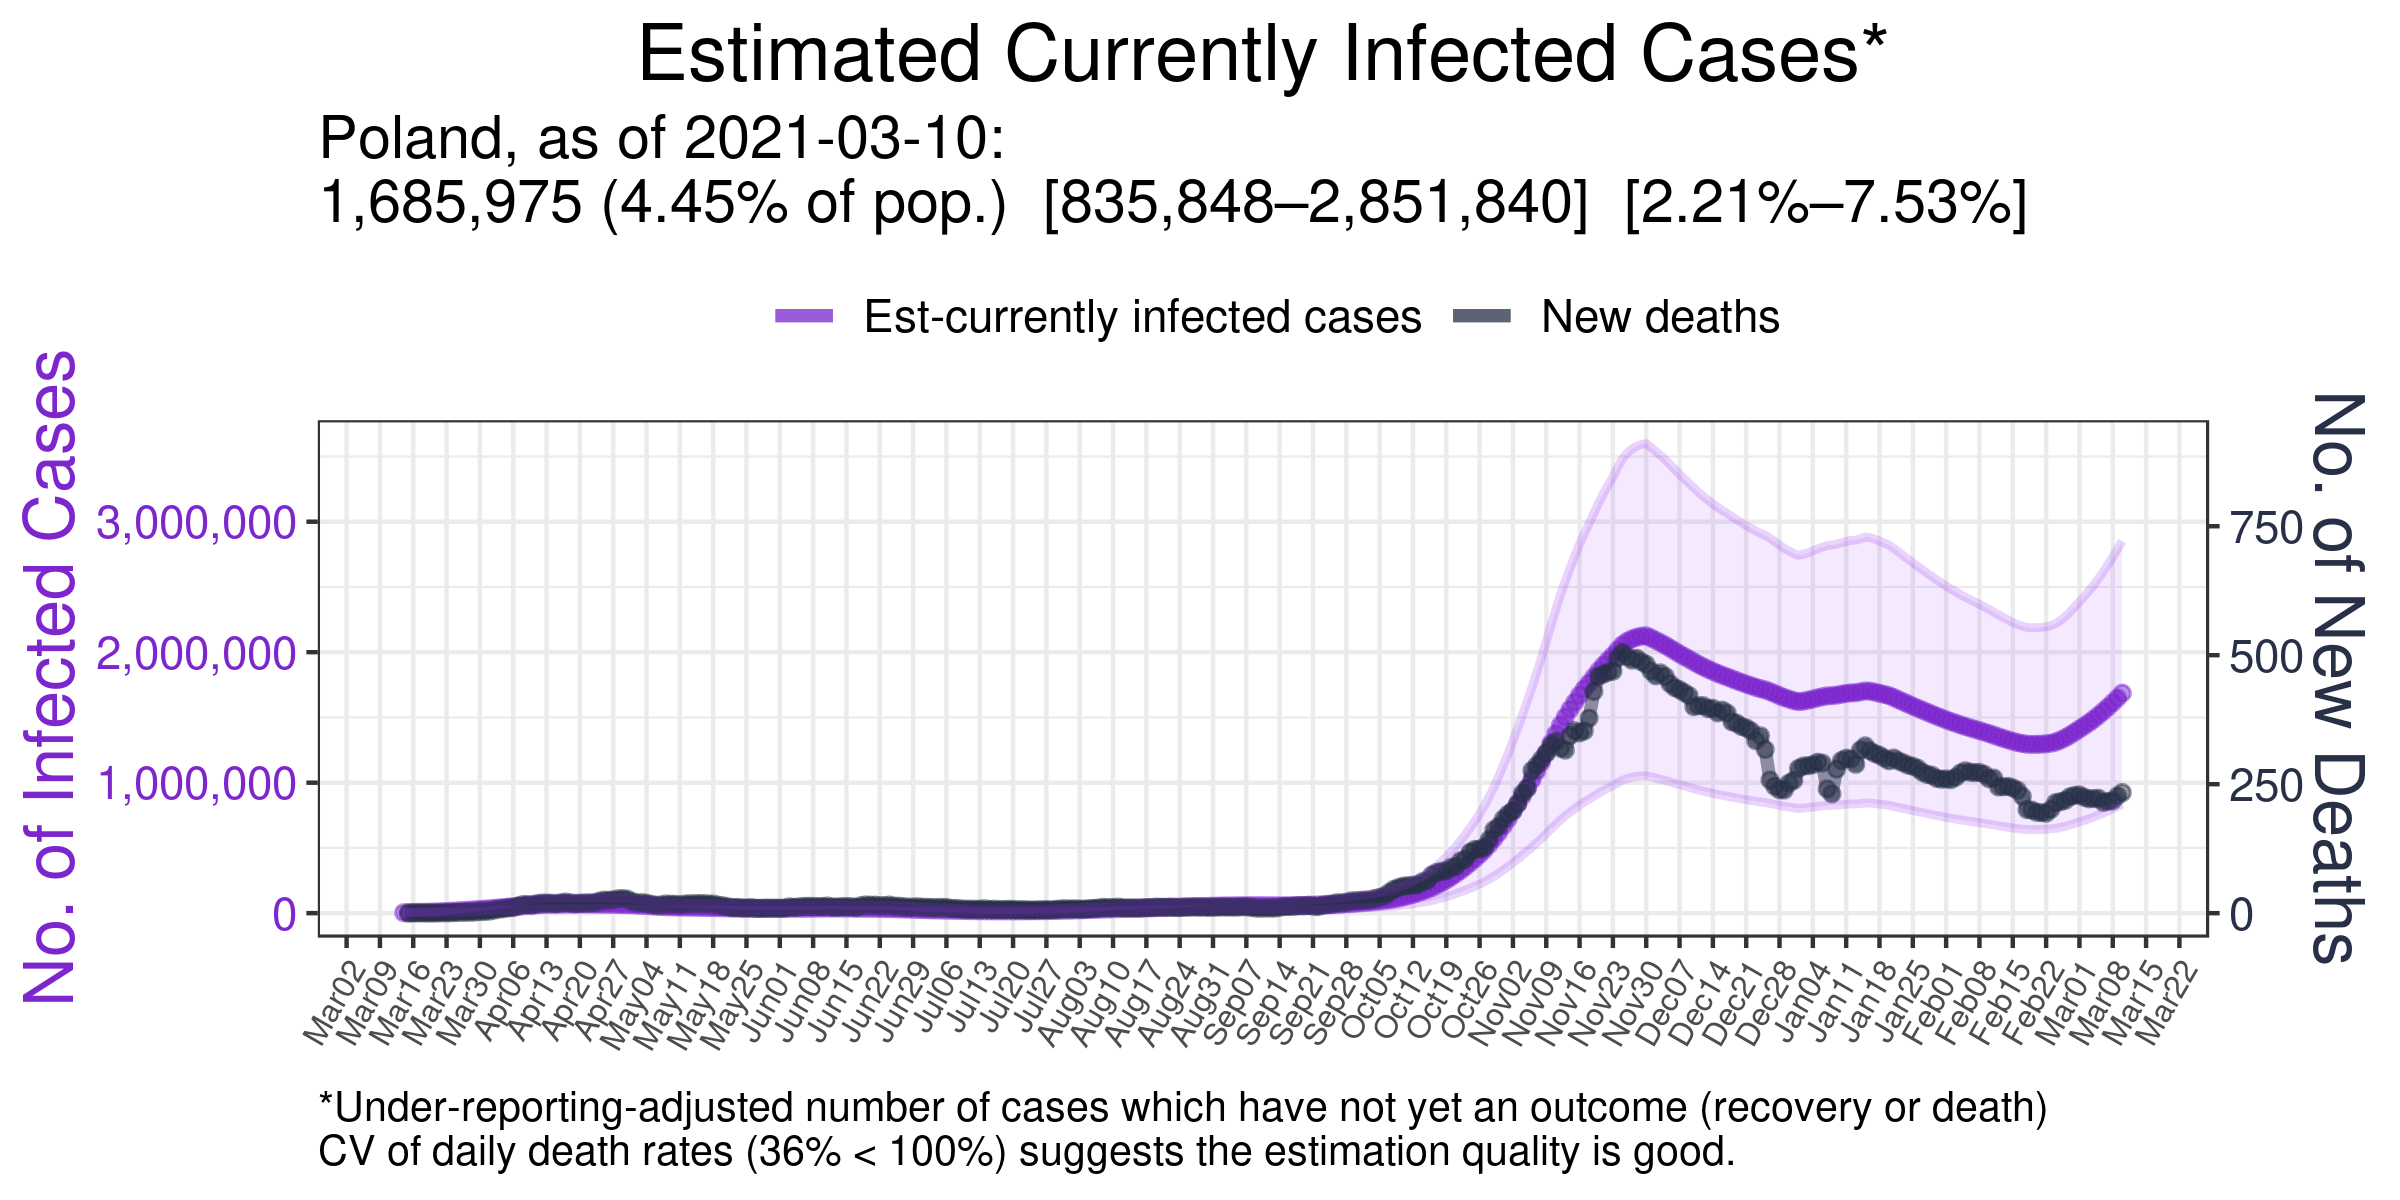 Estimated Currently Infected Cases*
Poland, as of 2021-03-10:
1,685,975 (4.45% of pop.) [835,848–2,851,840] [2.21%–7.53%]
Est-currently infected cases
New deaths
No. of Infected Cases
3,000,000
2,000,000
1,000,000
0
750
500
250
0
No. of New Deaths
Mar02
Mar09
Mar16
Mar23
Mar30
Apr06
Apr13
Apr20
Apr27
May04
May11
May18
May25
Jun01
Jun08
Jun15
Jun22
Jun29
Jul06
Jul13
Jul20
Jul27
Aug03
Aug10
Aug17
Aug24
Aug31
Sep07
Sep14
Sep21
Sep28
Oct05
Oct12
Oct19
Oct26
Nov02
Nov09
Nov16
Nov23
Nov30
Dec07
Dec14
Dec21
Dec28
Jan04
Jan11
Jan18
Jan25
Feb01
Feb08
Feb15
Feb22
Mar01
Mar08
Mar15
Mar22
*Under-reporting-adjusted number of cases which have not yet an outcome (recovery or death)
CV of daily death rates (36% < 100%) suggests the estimation quality is good.